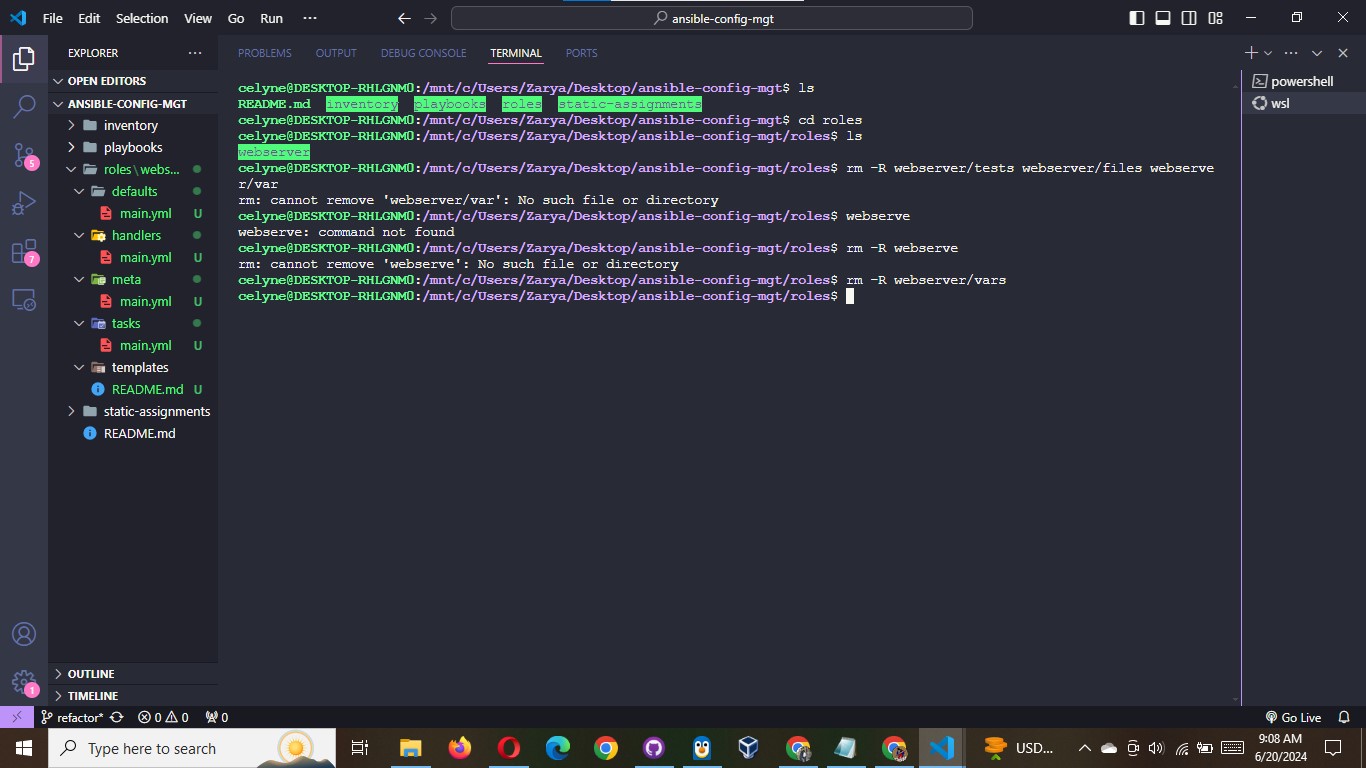 File Edit Selection View Go Run ··· ansible-config-mgt
EXPLORER ···
OPEN EDITORS
ANSIBLE-CONFIG-MGT
inventory
playbooks
roles\webs...
defaults
main.yml U
handlers
main.yml U
meta
main.yml U
tasks
main.yml U
templates
README.md U
static-assignments
README.md
OUTLINE
TIMELINE
5
7
1
PROBLEMS OUTPUT DEBUG CONSOLE TERMINAL PORTS
celyne@DESKTOP-RHLGNM0:/mnt/c/Users/Zarya/Desktop/ansible-config-mgt$ ls
README.md inventory playbooks roles static-assignments
celyne@DESKTOP-RHLGNM0:/mnt/c/Users/Zarya/Desktop/ansible-config-mgt$ cd roles
celyne@DESKTOP-RHLGNM0:/mnt/c/Users/Zarya/Desktop/ansible-config-mgt/roles$ ls
webserver
celyne@DESKTOP-RHLGNM0:/mnt/c/Users/Zarya/Desktop/ansible-config-mgt/roles$ rm -R webserver/tests webserver/files webserve
r/var
rm: cannot remove 'webserver/var': No such file or directory
celyne@DESKTOP-RHLGNM0:/mnt/c/Users/Zarya/Desktop/ansible-config-mgt/roles$ webserve
webserve: command not found
celyne@DESKTOP-RHLGNM0:/mnt/c/Users/Zarya/Desktop/ansible-config-mgt/roles$ rm -R webserve
rm: cannot remove 'webserve': No such file or directory
celyne@DESKTOP-RHLGNM0:/mnt/c/Users/Zarya/Desktop/ansible-config-mgt/roles$ rm -R webserver/vars
celyne@DESKTOP-RHLGNM0:/mnt/c/Users/Zarya/Desktop/ansible-config-mgt/roles$
powershell
wsl
refactor* 0 0 0 Go Live
Type here to search USD... 9:08 AM
6/20/2024